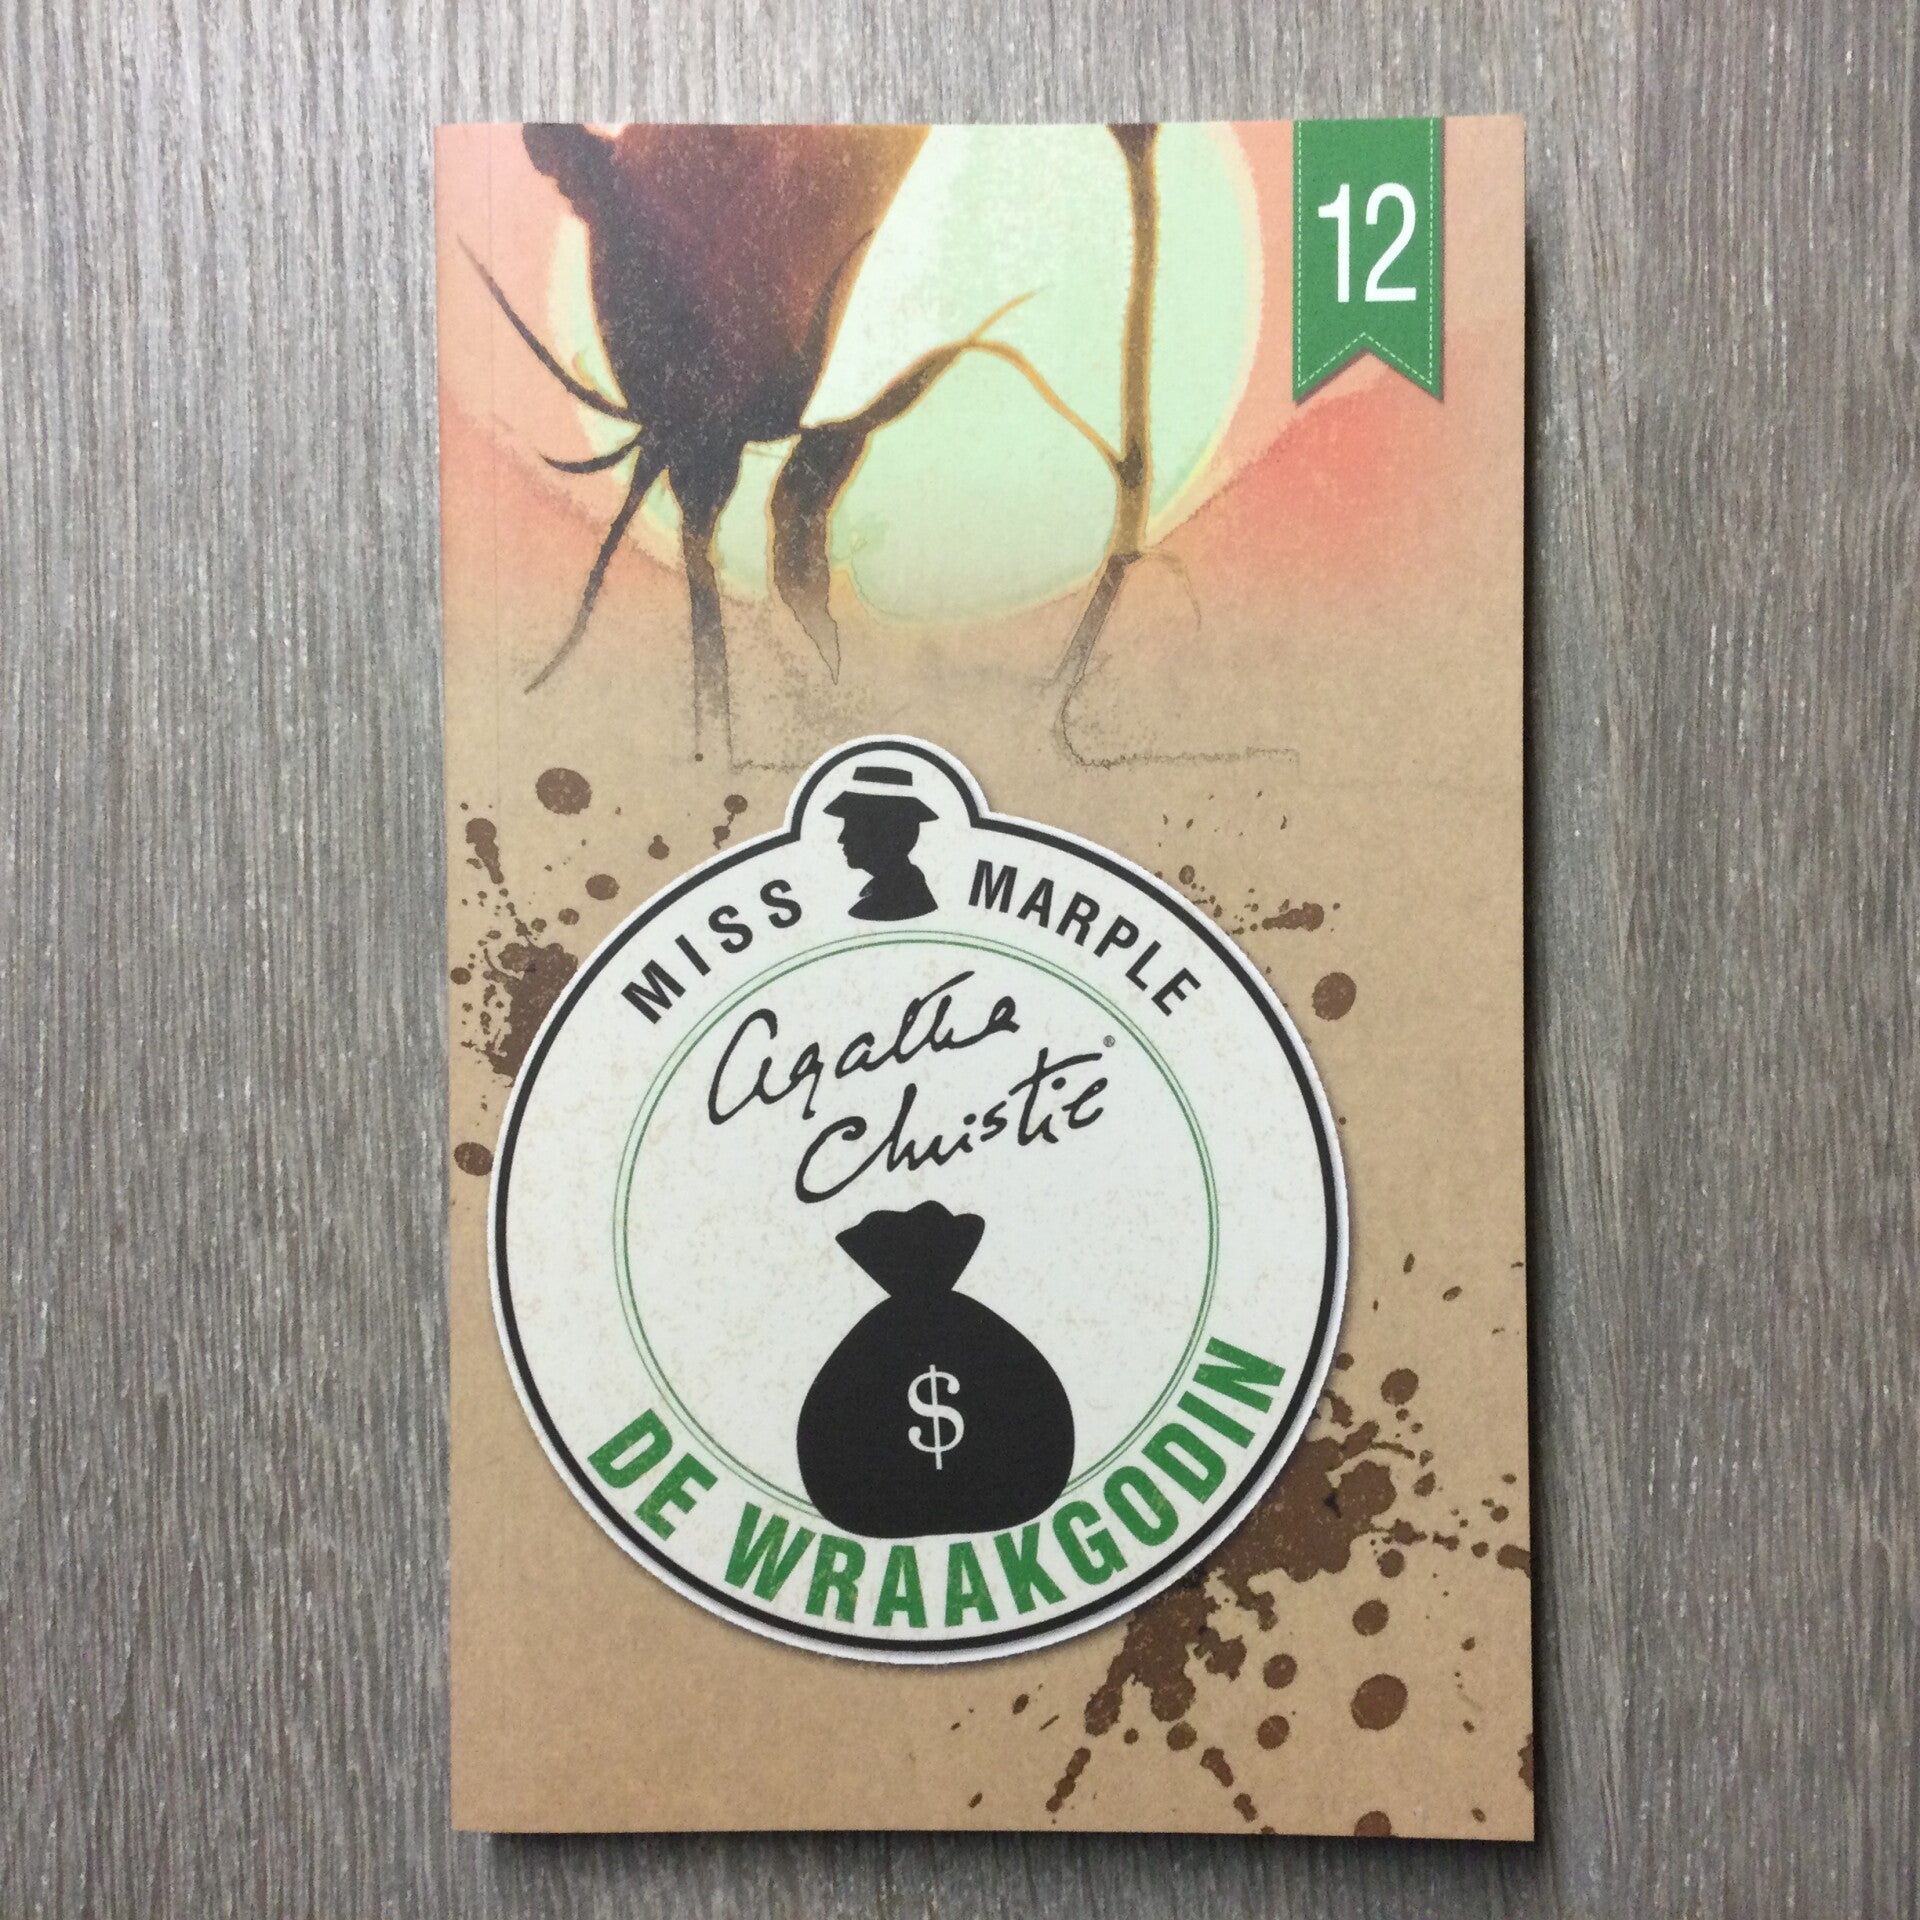 12
MISS MARPLE
Agatha
Christie®
$
DE WRAAKGODIN